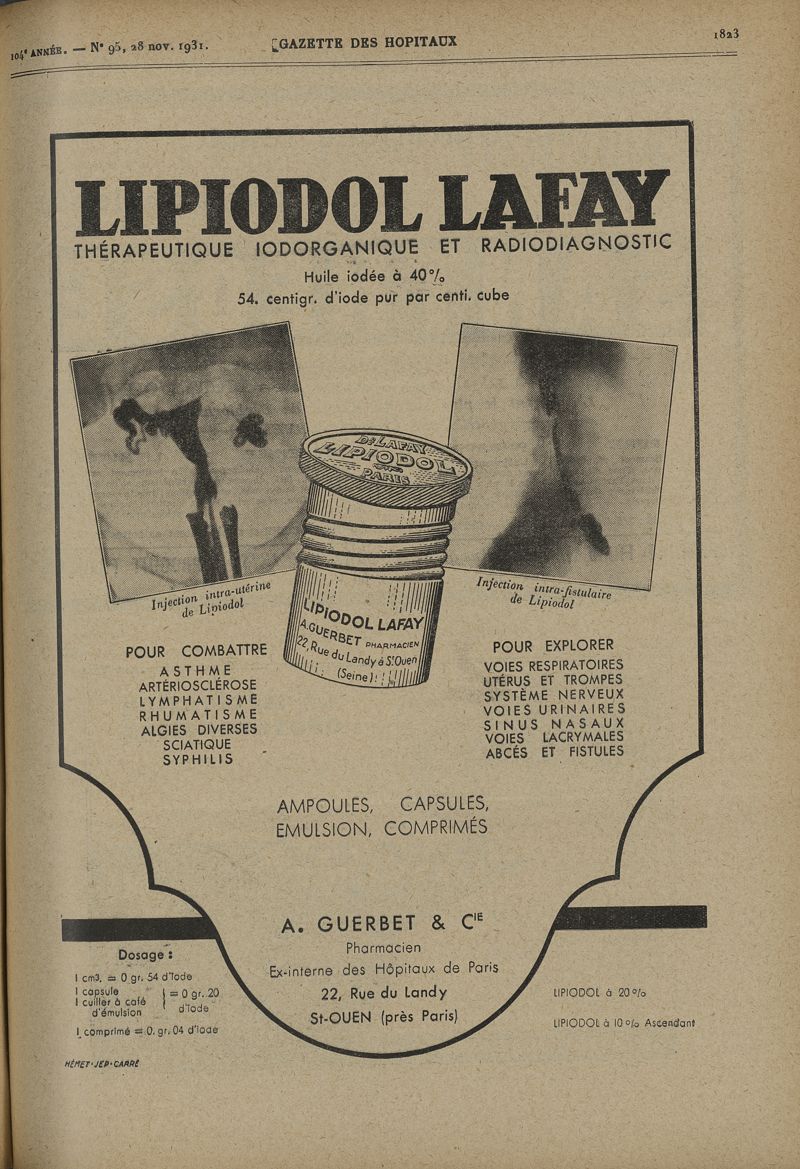 104ᵉ ANNÉE. — N° 95, 28 nov. 1931.
GAZETTE DES HOPITAUX
1823
LIPIODOL LAFAY
THÉRAPEUTIQUE IODORGANIQUE ET RADIODIAGNOSTIC
Huile iodée à 40%
54. centigr. d'iode pur par centi. cube
Dr LAFAY
LIPIODOL
PARIS
Injection intra-utérine
de Lipiodol
Injection intra-fistulaire
de Lipiodol
LIPIODOL LAFAY
A. GUERBET PHARMACIEN
22, Rue du Landy à St Ouen
(Seine)
POUR COMBATTRE
ASTHME
ARTÉRIOSCLÉROSE
LYMPHATISME
RHUMATISME
ALGIES DIVERSES
SCIATIQUE
SYPHILIS
POUR EXPLORER
VOIES RESPIRATOIRES
UTÉRUS ET TROMPES
SYSTÈME NERVEUX
VOIES URINAIRES
SINUS NASAUX
VOIES LACRYMALES
ABCÉS ET FISTULES
AMPOULES, CAPSULES,
EMULSION, COMPRIMÉS
A. GUERBET & CIE
Pharmacien
Ex-interne des Hôpitaux de Paris
22, Rue du Landy
St-OUEN (près Paris)
Dosage :
1 cm3. = 0 gr. 54 d'Iode
1 capsule
1 cuiller à café
d'émulsion
= 0 gr. 20
d'Iode
1 comprimé = 0. gr. 04 d'Iode
LIPIODOL à 20%
LIPIODOL à 10% Ascendant
HÉMET·JEP·CARRÉ